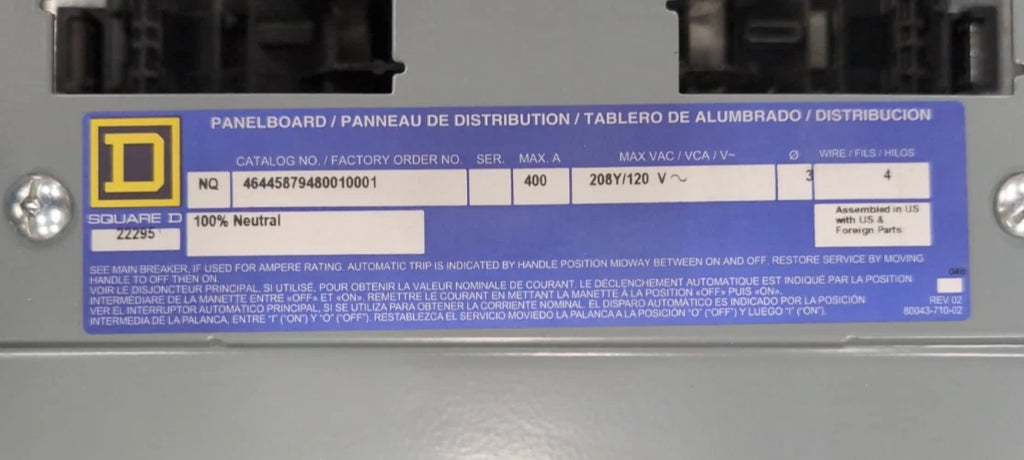 PANELBOARD / PANNEAU DE DISTRIBUTION / TABLERO DE ALUMBRADO / DISTRIBUCION
CATALOG NO. / FACTORY ORDER NO. SER. MAX. A MAX VAC / VCA / V~ Ø WIRE / FILS / HILOS
NQ 46445879480010001 400 208Y/120 V ~ 3 4
D
SQUARE D
22295
100% Neutral
Assembled in US
with US &
Foreign Parts
SEE MAIN BREAKER, IF USED FOR AMPERE RATING. AUTOMATIC TRIP IS INDICATED BY HANDLE POSITION MIDWAY BETWEEN ON AND OFF. RESTORE SERVICE BY MOVING
HANDLE TO OFF THEN ON.
VOIR LE DISJONCTEUR PRINCIPAL, SI UTILISÉ, POUR OBTENIR LA VALEUR NOMINALE DE COURANT. LE DÉCLENCHEMENT AUTOMATIQUE EST INDIQUÉ PAR LA POSITION
INTERMÉDIAIRE DE LA MANETTE ENTRE «OFF» ET «ON». REMETTRE LE COURANT EN METTANT LA MANETTE À LA POSITION «OFF» PUIS «ON».
VER EL INTERRUPTOR AUTOMÁTICO PRINCIPAL, SI SE UTILIZA PARA OBTENER LA CORRIENTE NOMINAL. EL DISPARO AUTOMÁTICO ES INDICADO POR LA POSICIÓN
INTERMEDIA DE LA PALANCA, ENTRE "I" ("ON") Y "O" ("OFF"). RESTABLEZCA EL SERVICIO MOVIEDO LA PALANCA A LA POSICIÓN "O" ("OFF") Y LUEGO "I" ("ON").
REV 02
80043-710-02